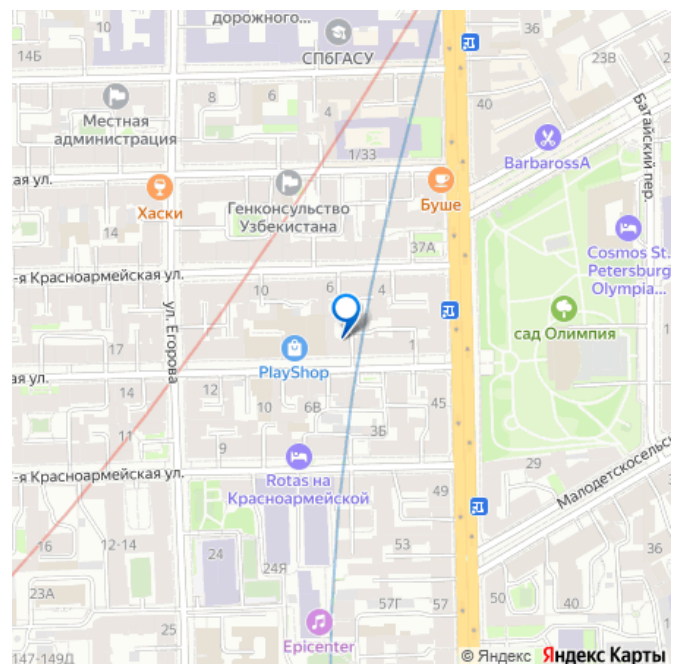 дорожного...
10
14Б
СПбГАСУ
36
23В
Местная
администрация
8
6
4
40
1/33
BarbarossA
Батайский пер.
ая ул.
Хаски
Генконсульство
Узбекистана
Буше
14
37А
-я Красноармейская ул.
10
6
4
Cosmos St.
Petersburg
Olympia...
ул. Егорова
сад Олимпия
17
PlayShop
1
ая ул.
14
12
10
6В
3Б
45
11
9
-я Красноармейская ул.
Rotas на
Красноармейской
29
Малодетскосельск
49
36
16
12-14
24
24Я
53
23А
57Г
57
50
40
25
Epicenter
147-149Д
© Яндекс Яндекс Карты